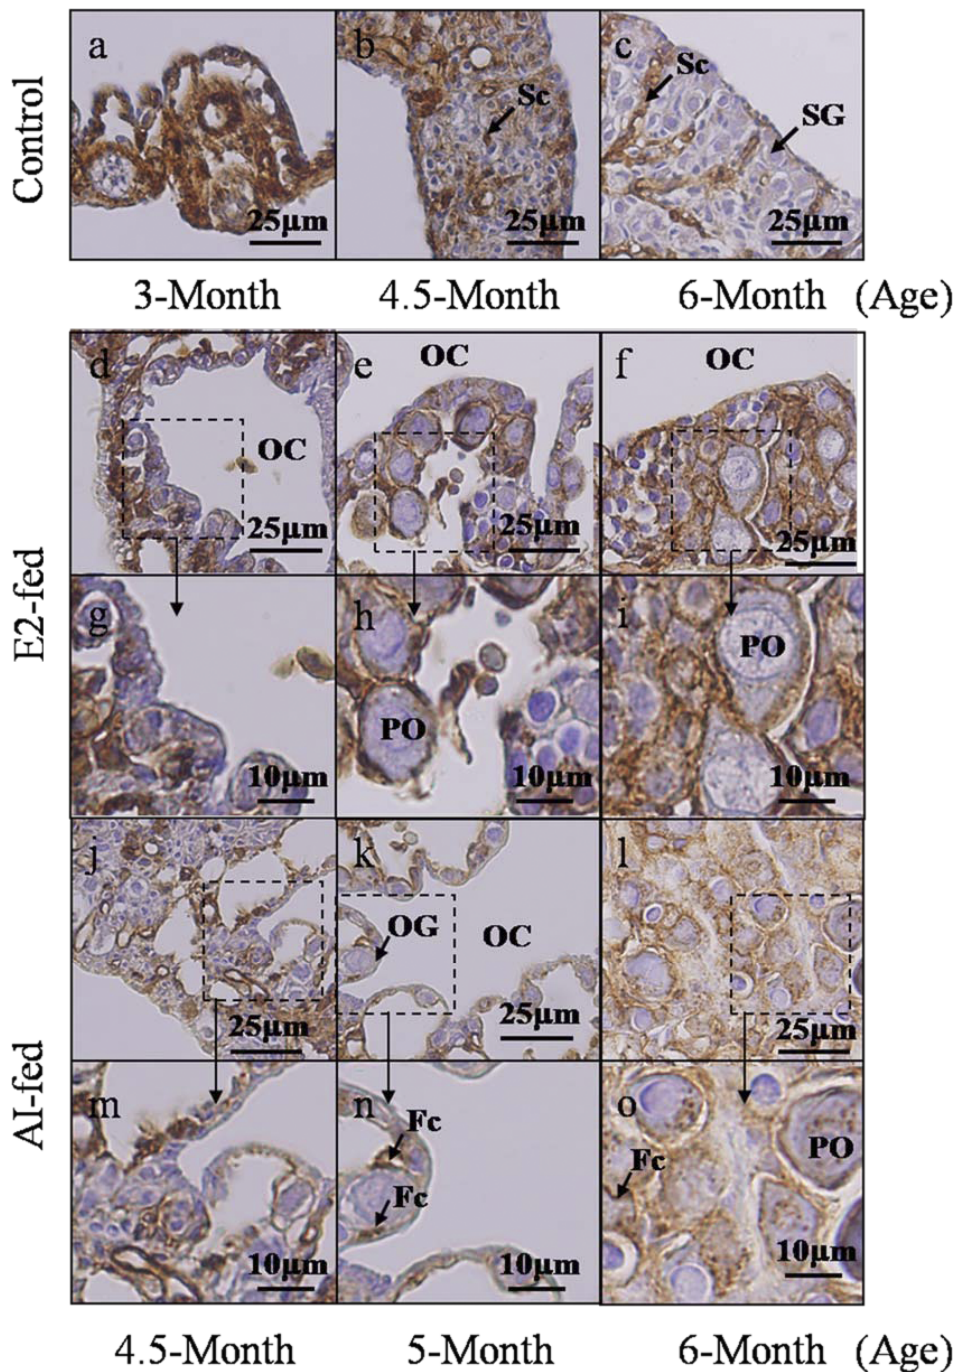 Control
a
b
c
Sc
Sc
SG
25µm
25µm
25µm
3-Month
4.5-Month
6-Month
(Age)
E2-fed
d
e
f
OC
OC
OC
25µm
25µm
25µm
g
h
i
PO
PO
10µm
10µm
10µm
AI-fed
j
k
l
OG
OC
25µm
25µm
25µm
m
n
o
Fc
Fc
Fc
PO
10µm
10µm
10µm
4.5-Month
5-Month
6-Month
(Age)